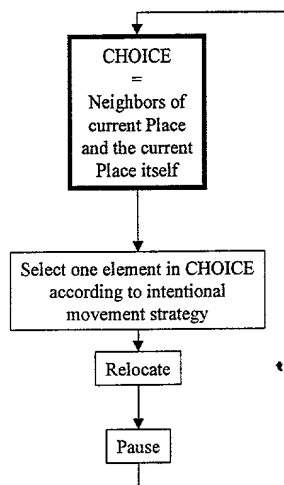 CHOICE
=
Neighbors of
current Place
and the current
Place itself
Select one element in CHOICE
according to intentional
movement strategy
Relocate
Pause